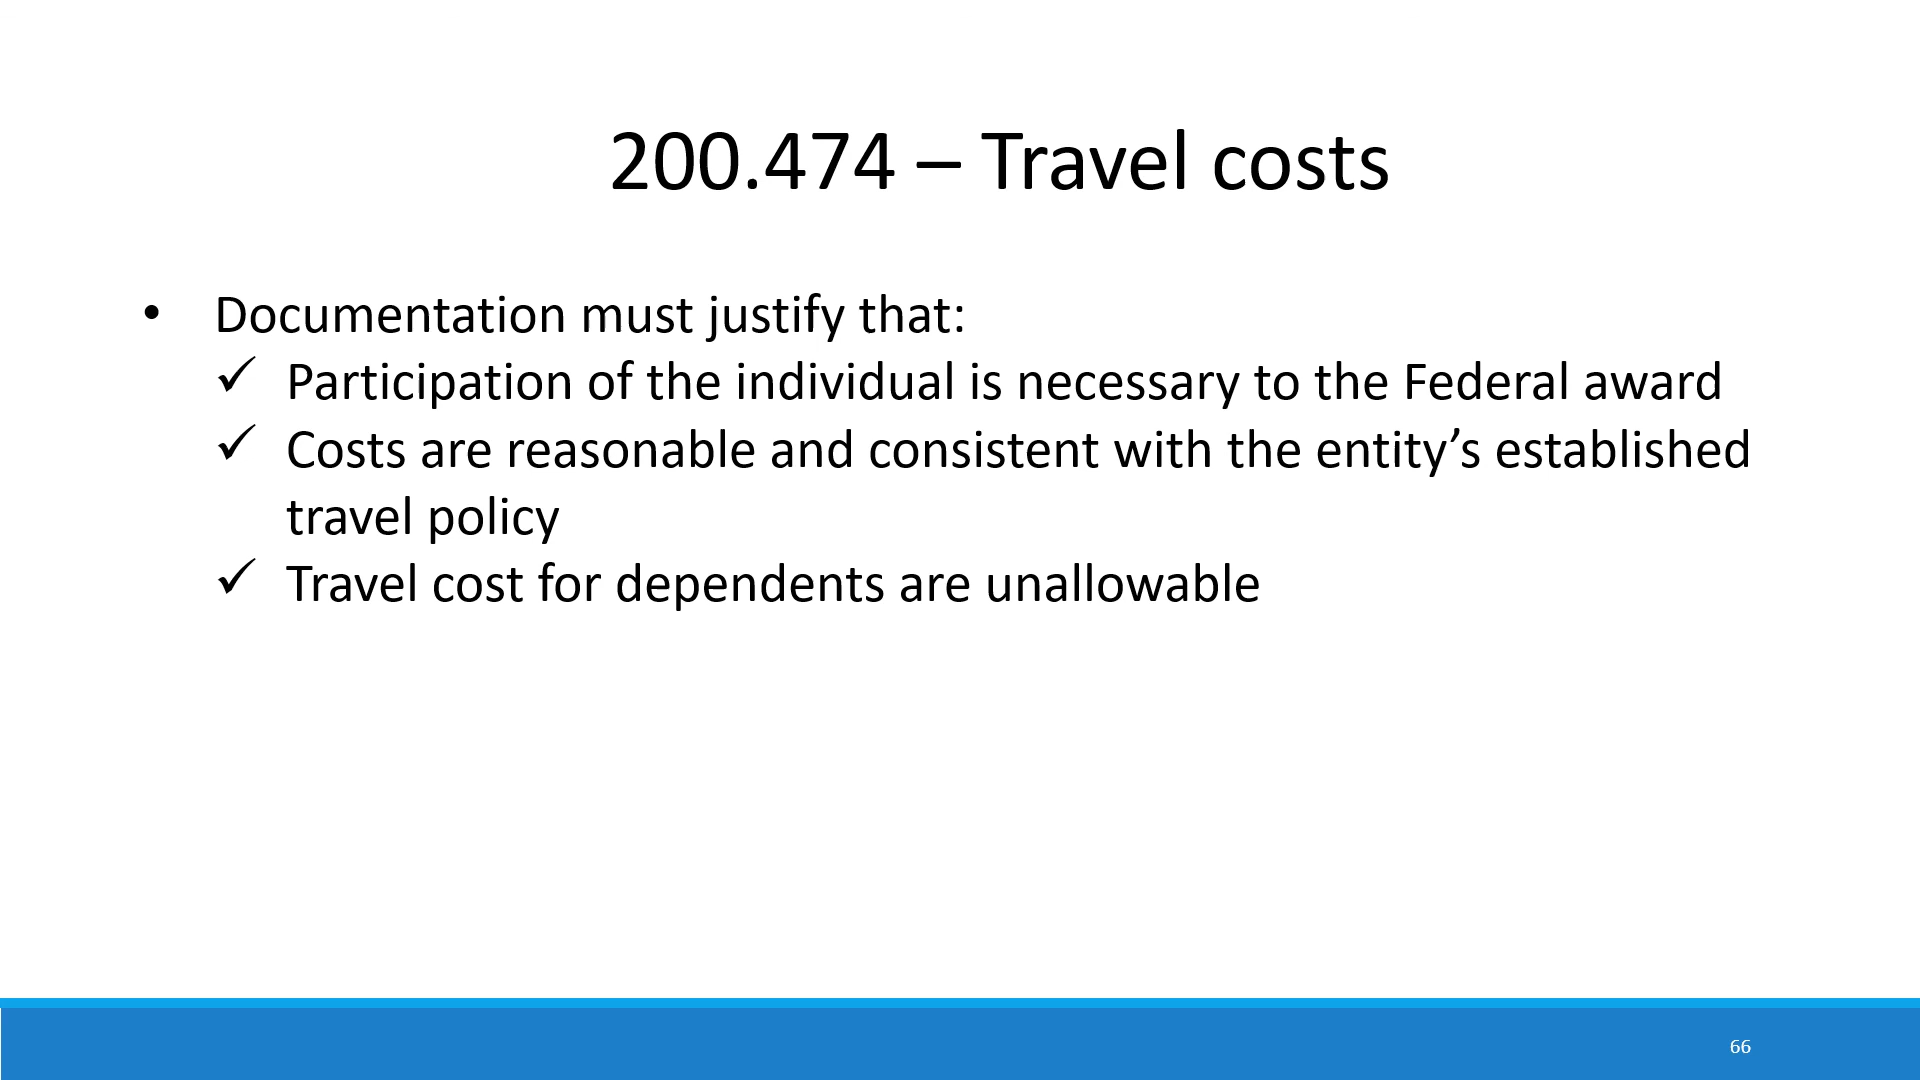 200.474 – Travel costs
• Documentation must justify that:
✓ Participation of the individual is necessary to the Federal award
✓ Costs are reasonable and consistent with the entity’s established
travel policy
✓ Travel cost for dependents are unallowable
66